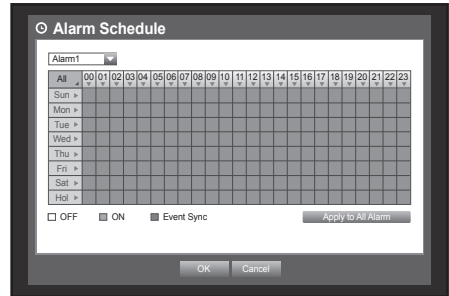 Alarm Schedule
Alarm1
All 00 01 02 03 04 05 06 07 08 09 10 11 12 13 14 15 16 17 18 19 20 21 22 23
Sun
Mon
Tue
Wed
Thu
Fri
Sat
Hol
OFF ON Event Sync Apply to All Alarm
OK Cancel